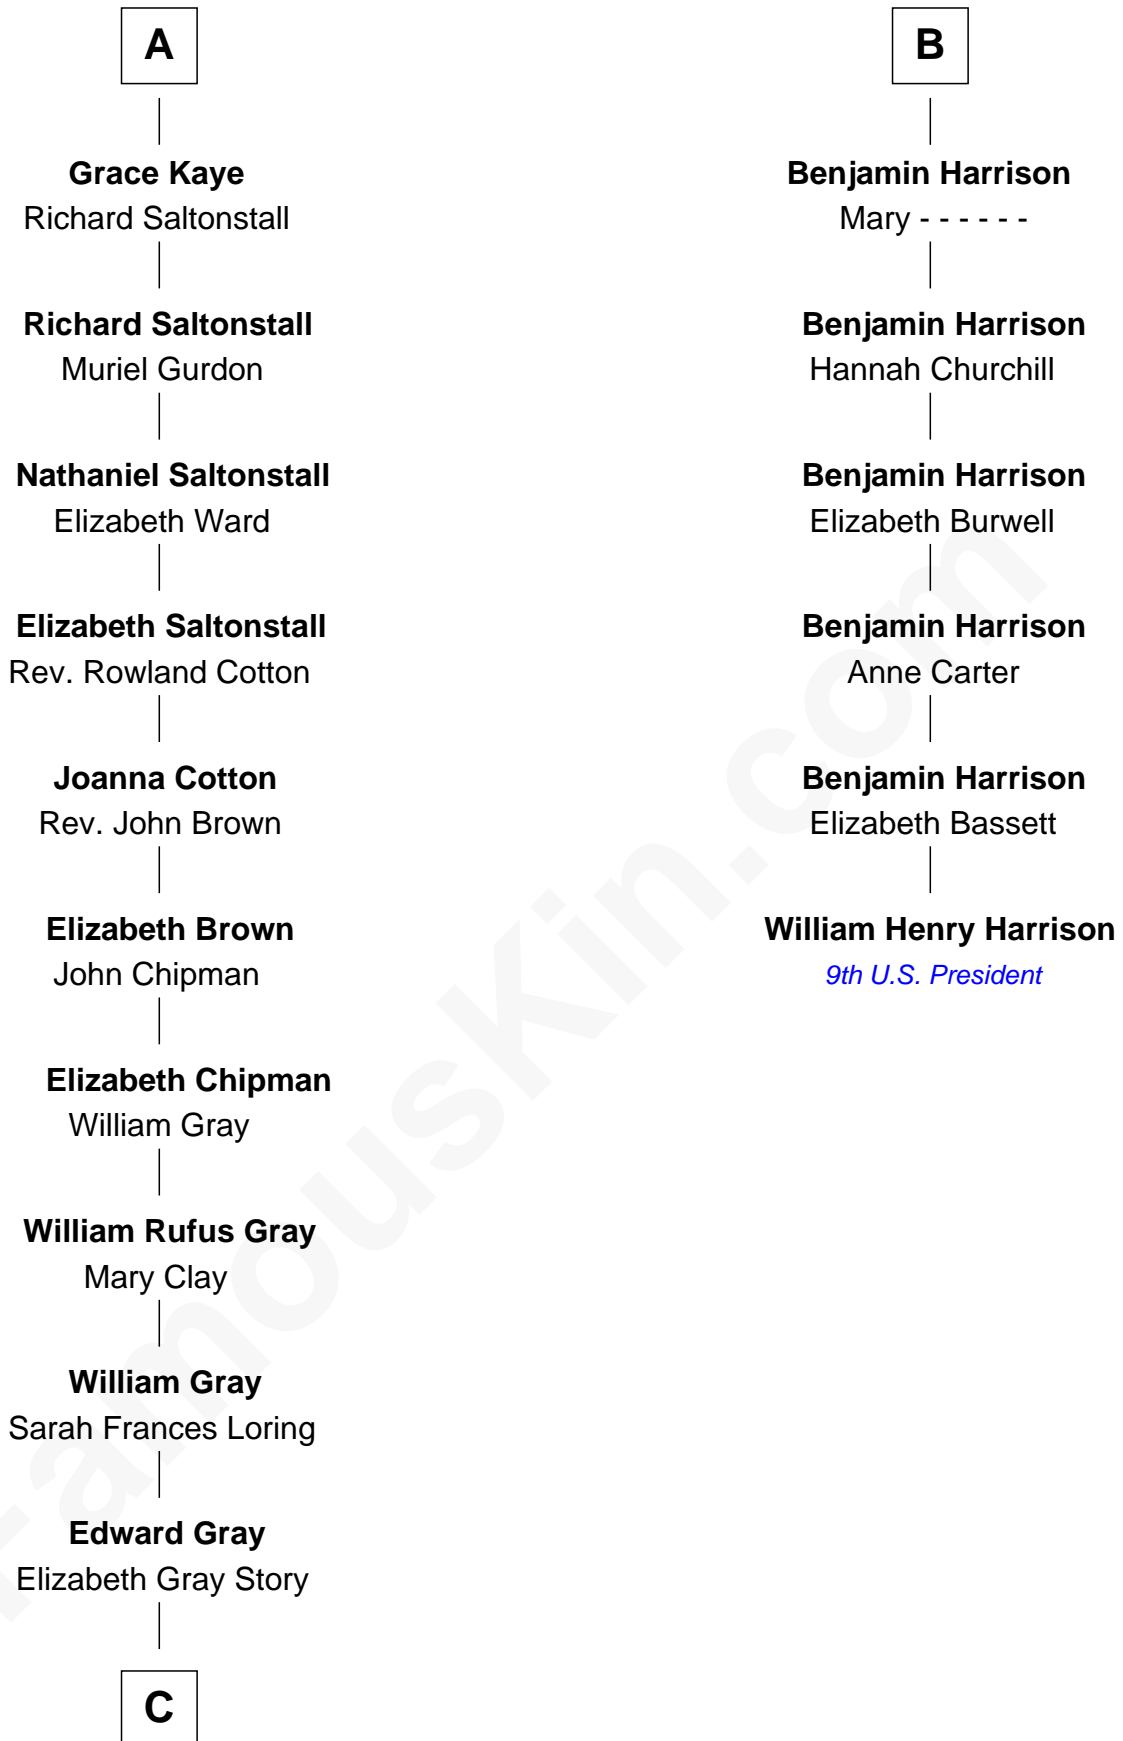 A
Grace Kaye
Richard Saltonstall
Richard Saltonstall
Muriel Gurdon
Nathaniel Saltonstall
Elizabeth Ward
Elizabeth Saltonstall
Rev. Rowland Cotton
Joanna Cotton
Rev. John Brown
Elizabeth Brown
John Chipman
Elizabeth Chipman
William Gray
William Rufus Gray
Mary Clay
William Gray
Sarah Frances Loring
Edward Gray
Elizabeth Gray Story
C
B
Benjamin Harrison
Mary - - - - - -
Benjamin Harrison
Hannah Churchill
Benjamin Harrison
Elizabeth Burwell
Benjamin Harrison
Anne Carter
Benjamin Harrison
Elizabeth Bassett
William Henry Harrison
9th U.S. President
FamousKin.com